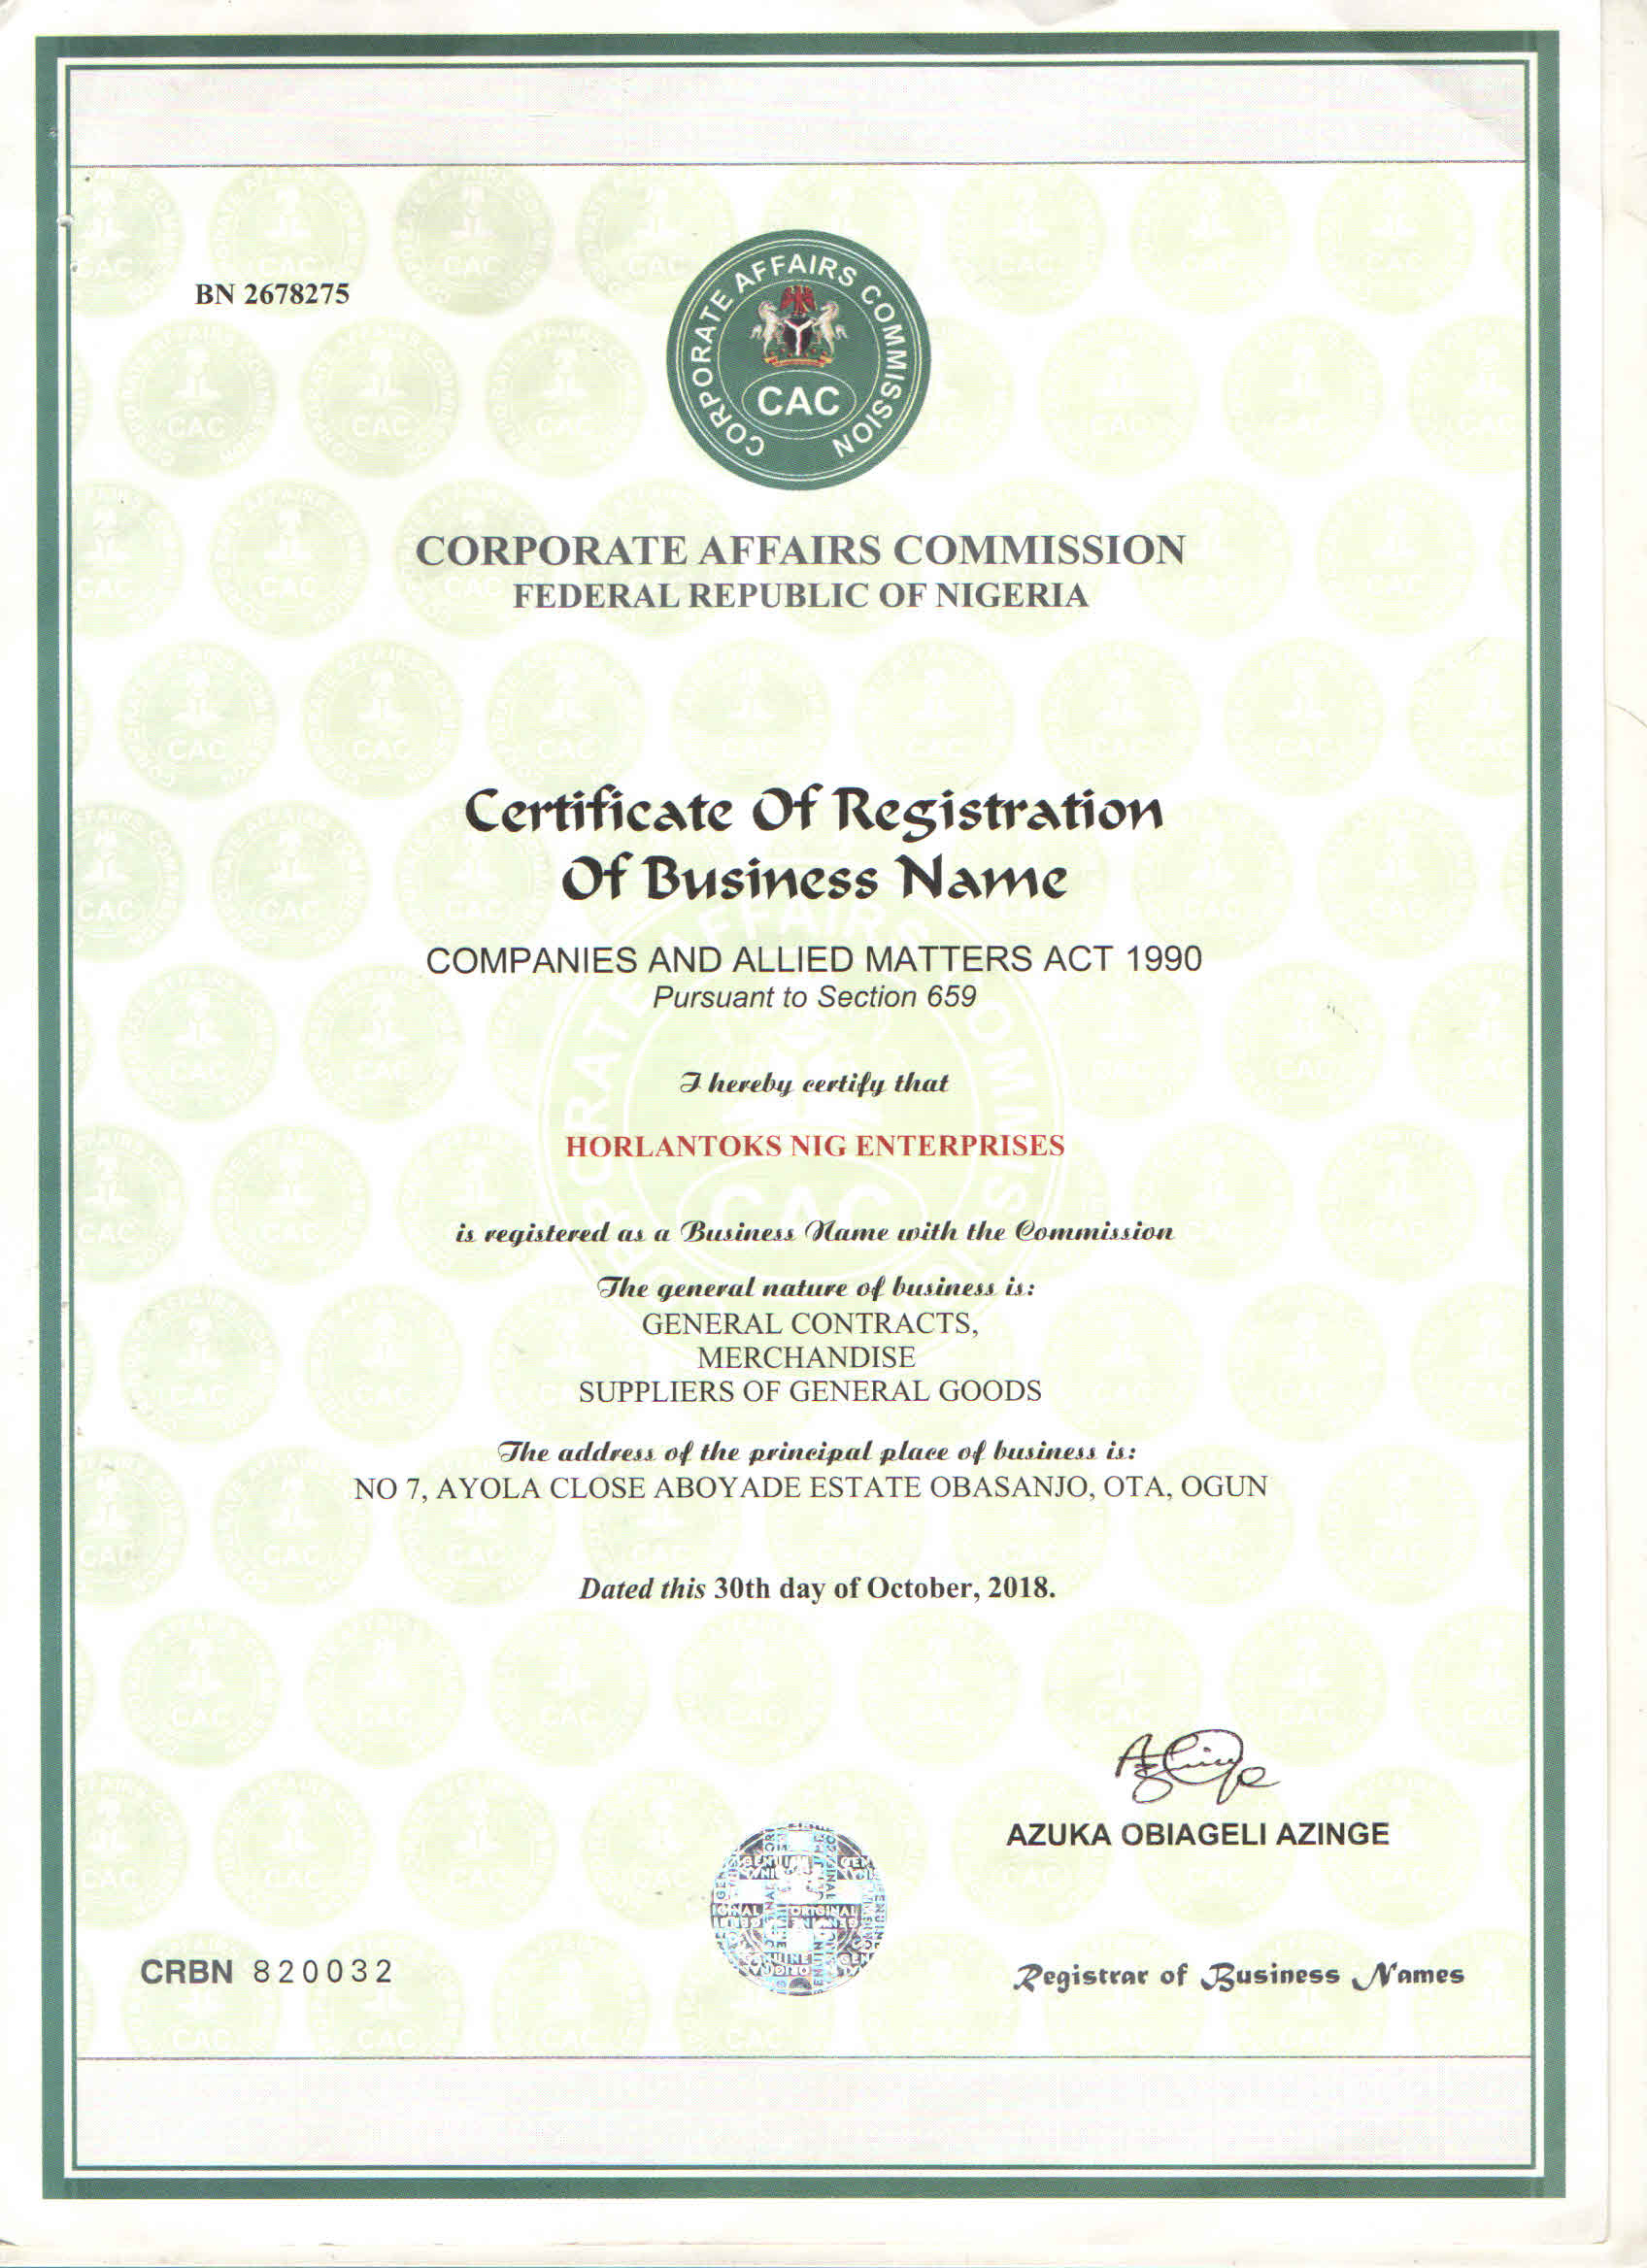 BN 2678275
CORPORATE AFFAIRS COMMISSION
CAC
CORPORATE AFFAIRS COMMISSION
FEDERAL REPUBLIC OF NIGERIA
Certificate Of Registration
Of Business Name
COMPANIES AND ALLIED MATTERS ACT 1990
Pursuant to Section 659
I hereby certify that
HORLANTOKS NIG ENTERPRISES
is registered as a Business Name with the Commission
The general nature of business is:
GENERAL CONTRACTS,
MERCHANDISE
SUPPLIERS OF GENERAL GOODS
The address of the principal place of business is:
NO 7, AYOLA CLOSE ABOYADE ESTATE OBASANJO, OTA, OGUN
Dated this 30th day of October, 2018.
AZUKA OBIAGELI AZINGE
ORIGINAL
GENUINE
CRBN 820032
Registrar of Business Names